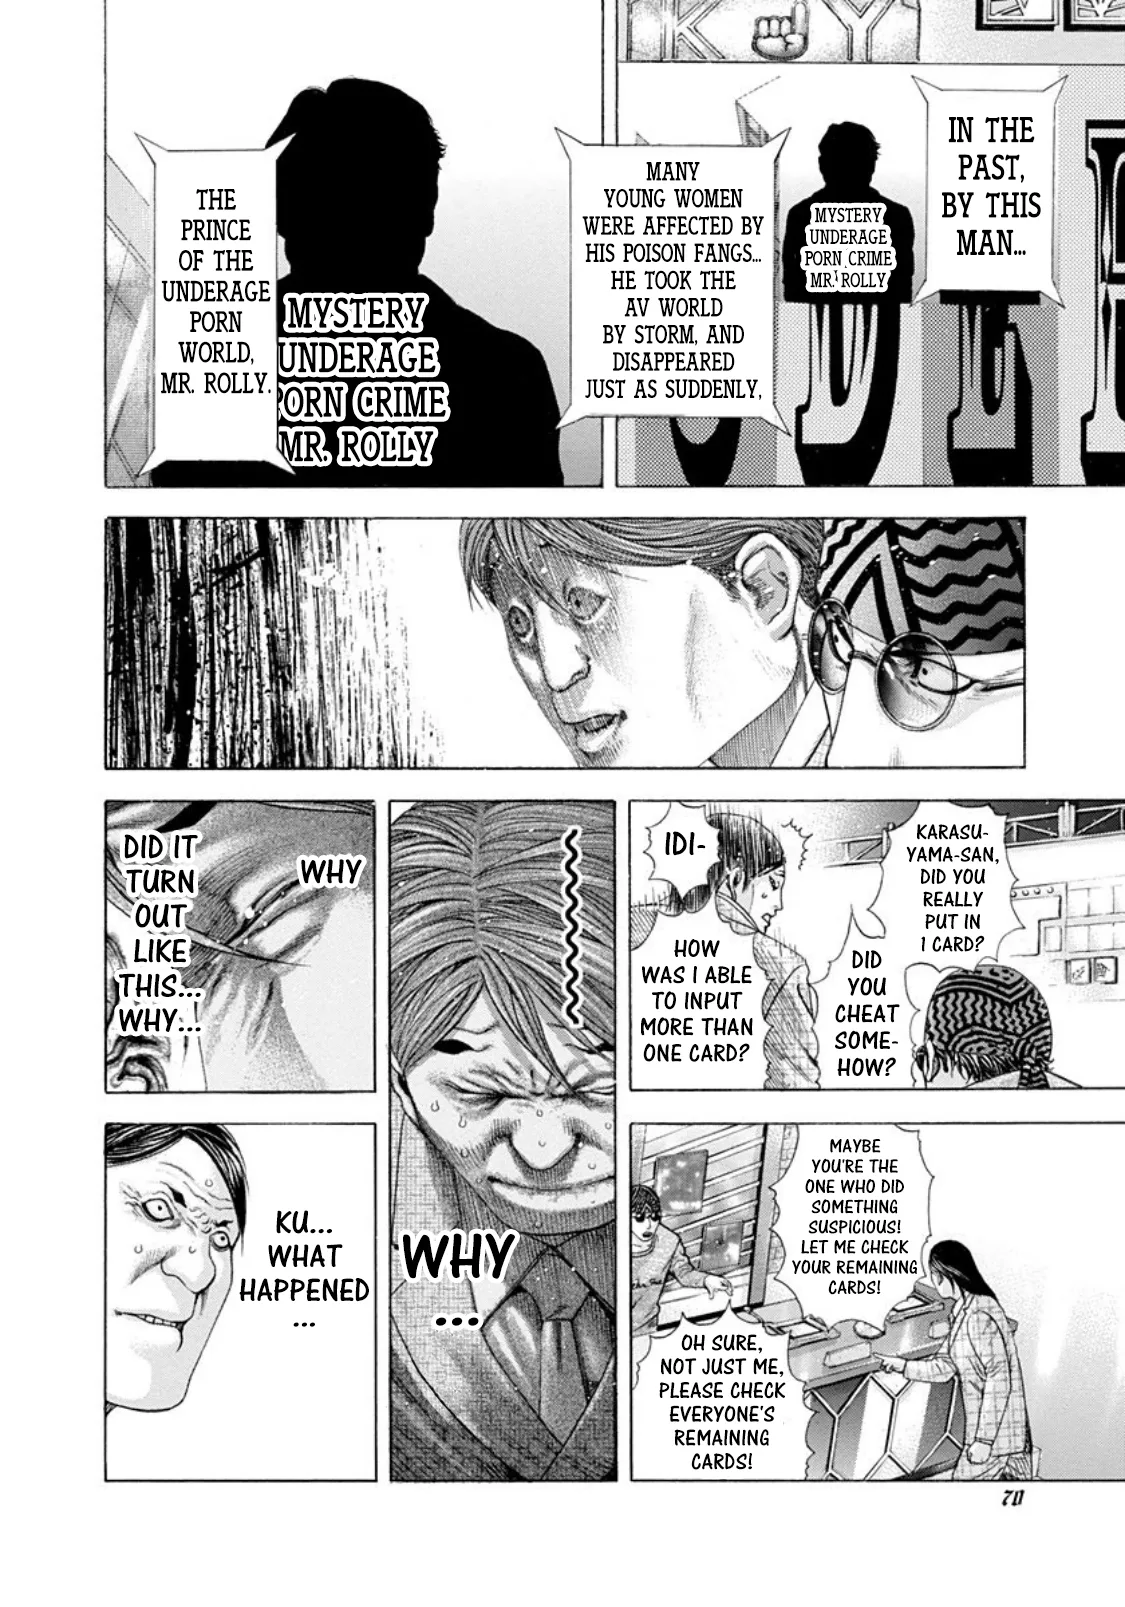 K Y
IN THE
PAST,
BY THIS
MAN...
MYSTERY
UNDERAGE
PORN CRIME
MR. ROLLY
MANY
YOUNG WOMEN
WERE AFFECTED BY
HIS POISON FANGS...
HE TOOK THE
AV WORLD
BY STORM, AND
DISAPPEARED
JUST AS SUDDENLY,
MYSTERY
UNDERAGE
PORN CRIME
MR. ROLLY
THE
PRINCE
OF THE
UNDERAGE
PORN
WORLD,
MR. ROLLY.
KARASU-
YAMA-SAN,
DID YOU
REALLY
PUT IN
1 CARD?
DID
YOU
CHEAT
SOME-
HOW?
IDI-
HOW
WAS I ABLE
TO INPUT
MORE THAN
ONE CARD?
MAYBE
YOU'RE THE
ONE WHO DID
SOMETHING
SUSPICIOUS!
LET ME CHECK
YOUR REMAINING
CARDS!
OH SURE,
NOT JUST ME,
PLEASE CHECK
EVERYONE'S
REMAINING
CARDS!
WHY
...
WHY
DID IT
TURN
OUT
LIKE
THIS...
WHY...
KU...
WHAT
HAPPENED
...
70